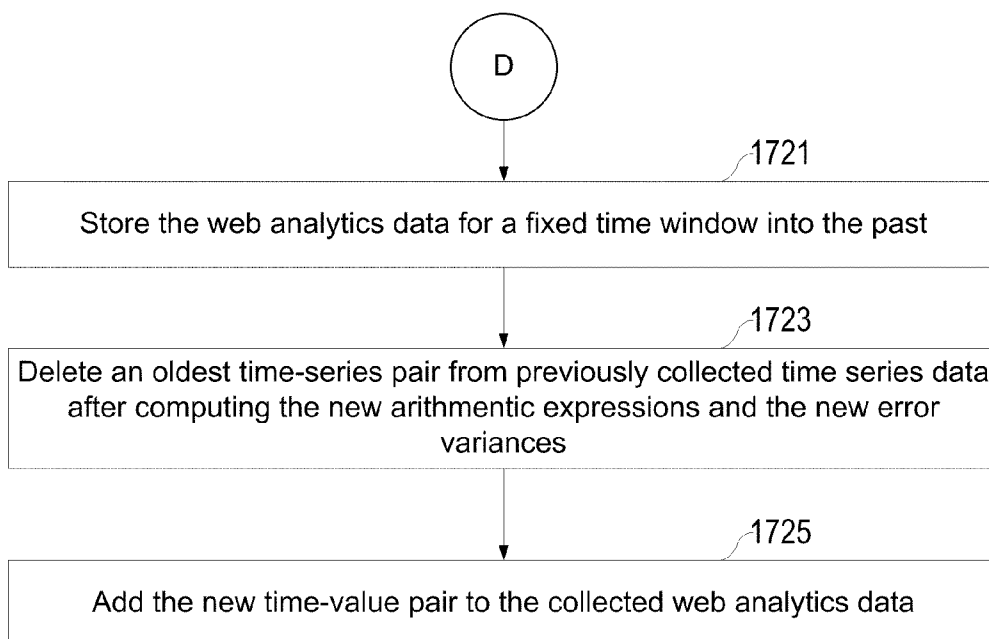 D
1721
Store the web analytics data for a fixed time window into the past
1723
Delete an oldest time-series pair from previously collected time series data
after computing the new arithmentic expressions and the new error
variances
1725
Add the new time-value pair to the collected web analytics data